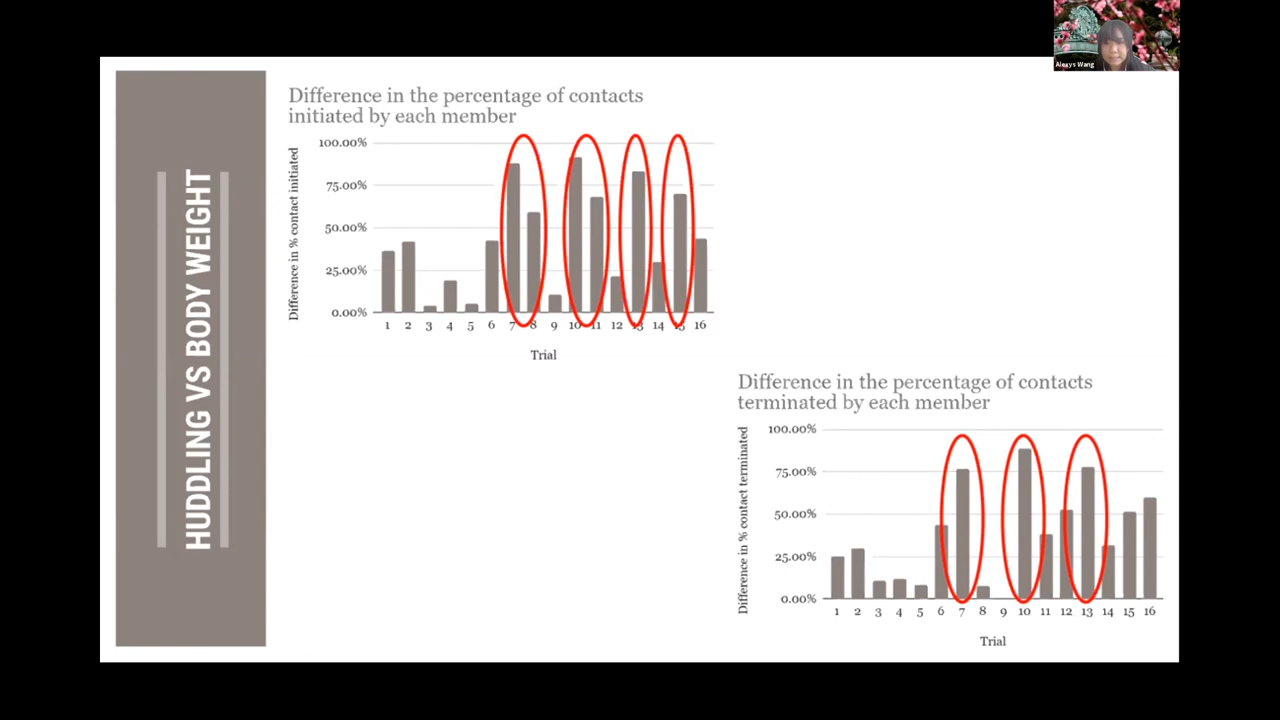 Alexys Wang
HUDDLING VS BODY WEIGHT
Difference in the percentage of contacts
initiated by each member
Difference in % contact initiated
100.00%
75.00%
50.00%
25.00%
0.00%
1 2 3 4 5 6 7 8 9 10 11 12 13 14 15 16
Trial
Difference in the percentage of contacts
terminated by each member
Difference in % contact terminated
100.00%
75.00%
50.00%
25.00%
0.00%
1 2 3 4 5 6 7 8 9 10 11 12 13 14 15 16
Trial